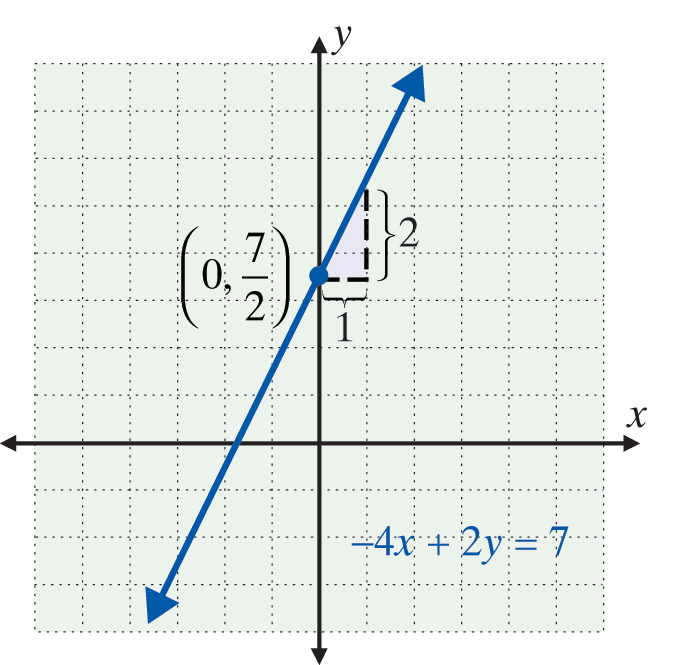 y
2
(0, 7/2)
1
x
−4x + 2y = 7